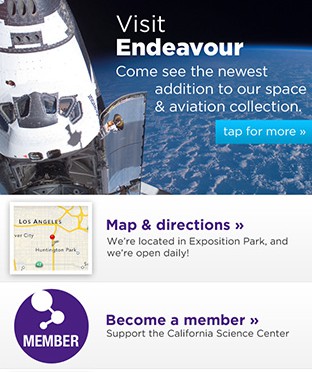 Visit
Endeavour
Come see the newest
addition to our space
& aviation collection.
tap for more »
LOS ANGELES
er City
Huntington Park
Map & directions »
We're located in Exposition Park, and
we're open daily!
MEMBER
Become a member »
Support the California Science Center